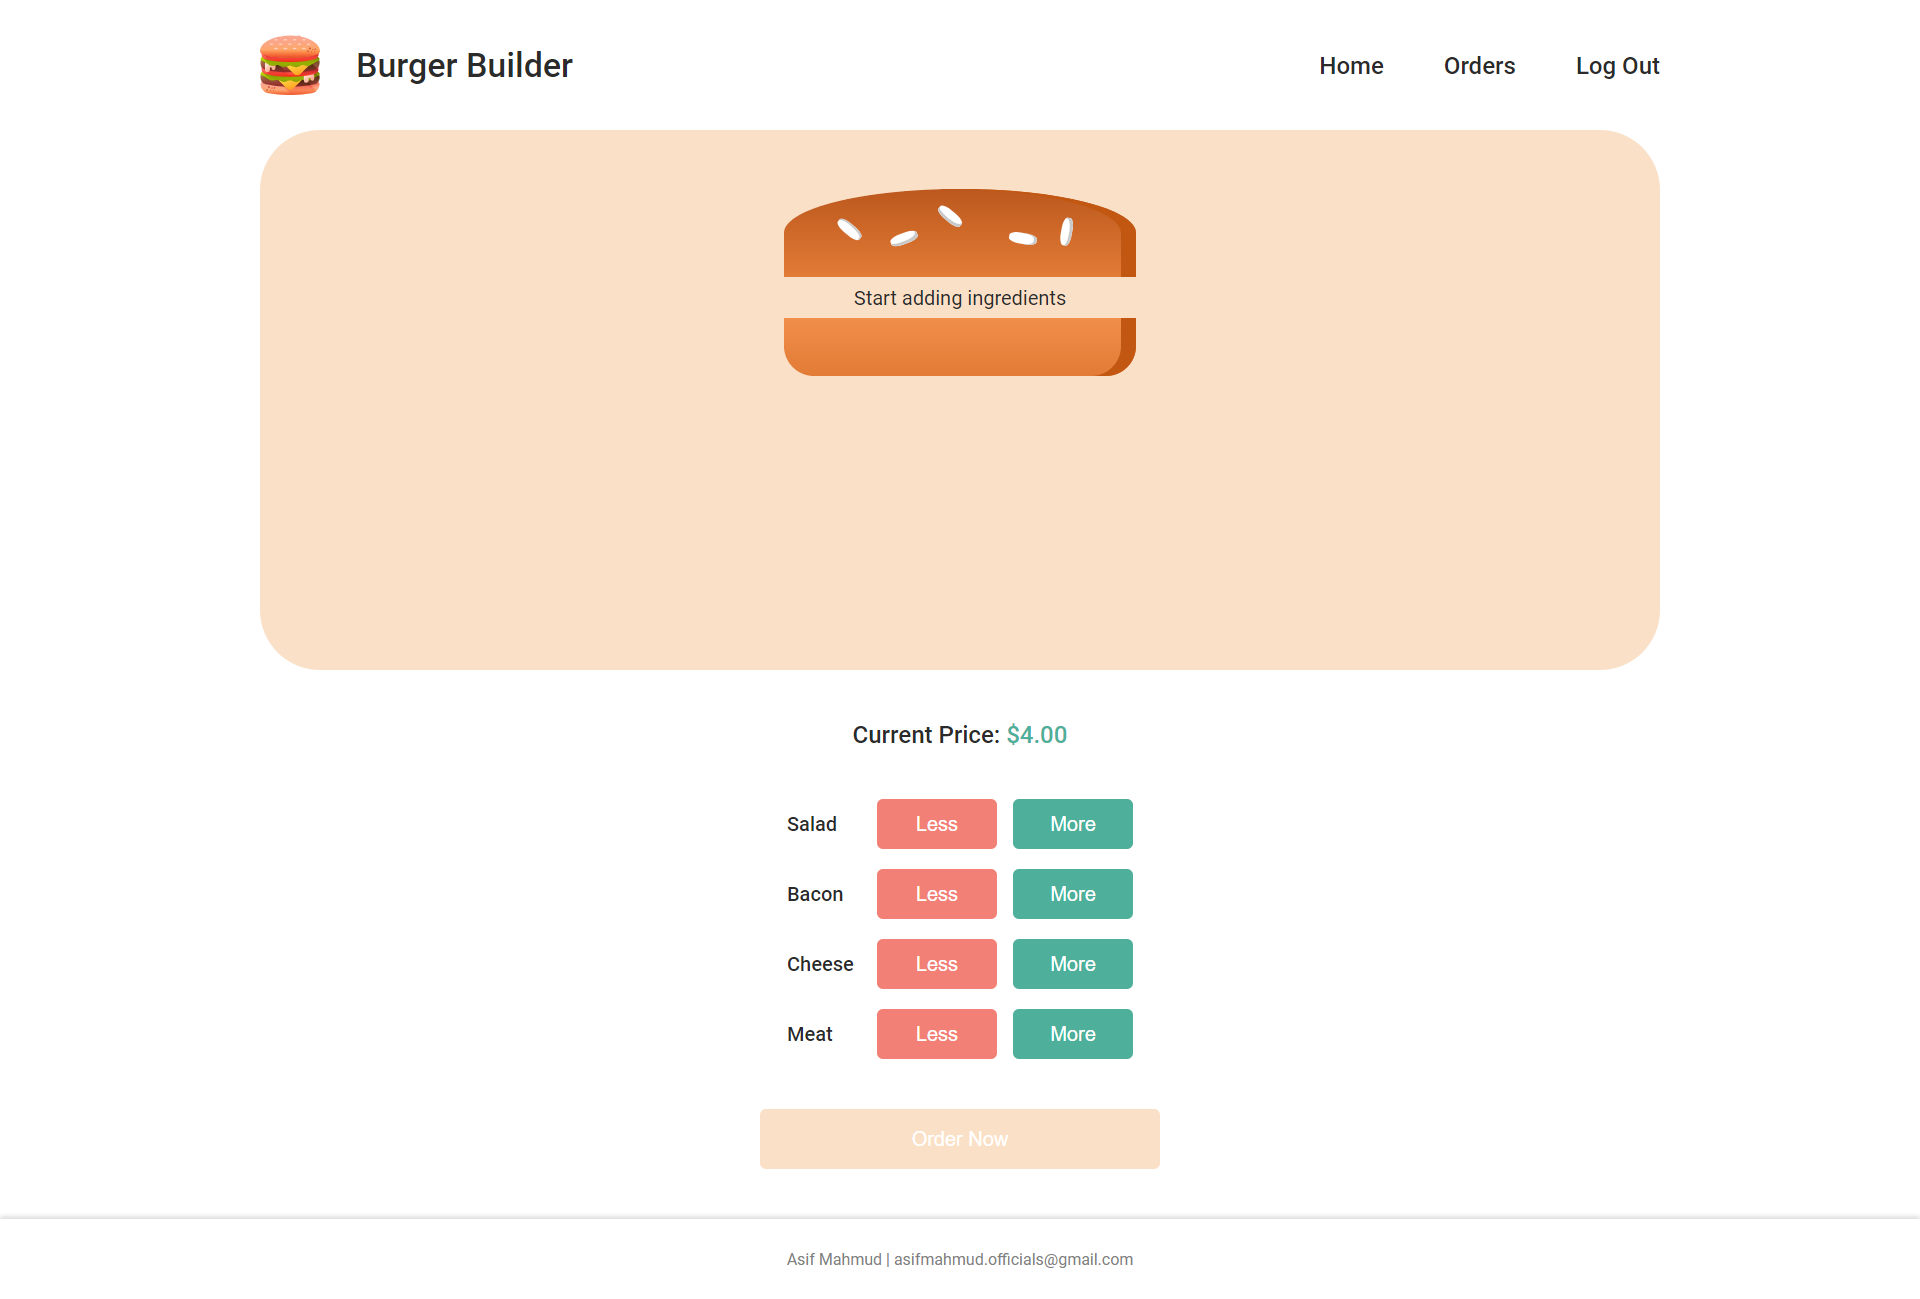 Burger Builder
Home Orders Log Out
Start adding ingredients
Current Price: $4.00
Salad Less More
Bacon Less More
Cheese Less More
Meat Less More
Order Now
Asif Mahmud | asifmahmud.officials@gmail.com